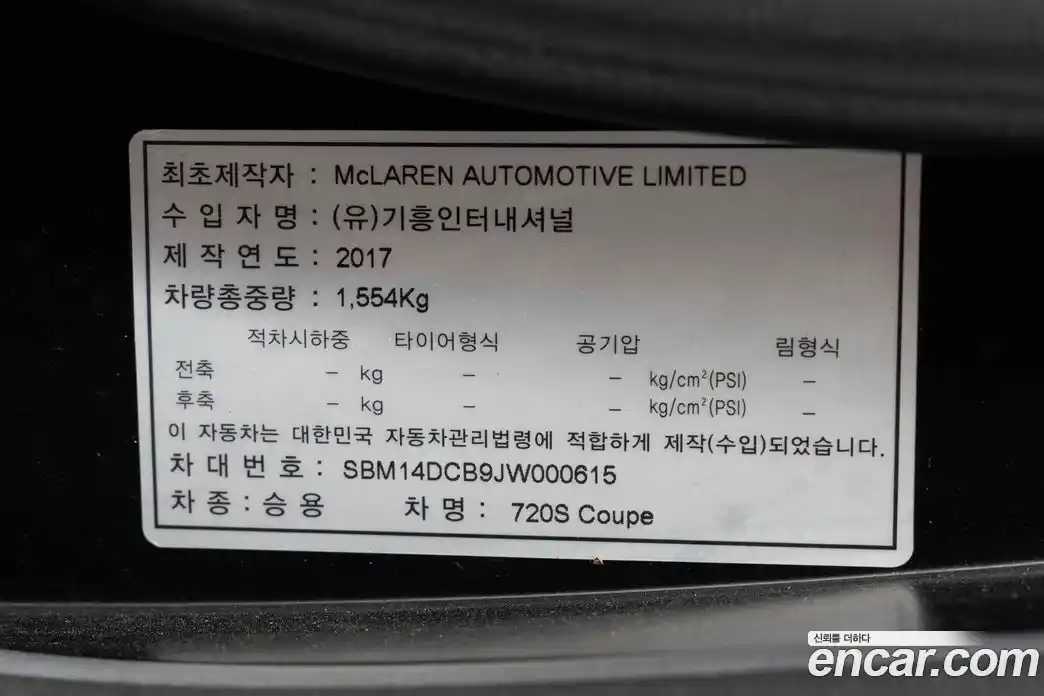 최초제작자 : McLAREN AUTOMOTIVE LIMITED
수 입 자 명 : (유)기흥인터내셔널
제 작 연 도 : 2017
차량총중량 : 1,554Kg
적차시하중 타이어형식 공기압 림형식
전축 – kg – – kg/cm²(PSI) –
후축 – kg – – kg/cm²(PSI) –
이 자동차는 대한민국 자동차관리법령에 적합하게 제작(수입)되었습니다.
차 대 번 호 : SBM14DCB9JW000615
차 종 : 승 용 차 명 : 720S Coupe
신뢰를 더하다
encar.com